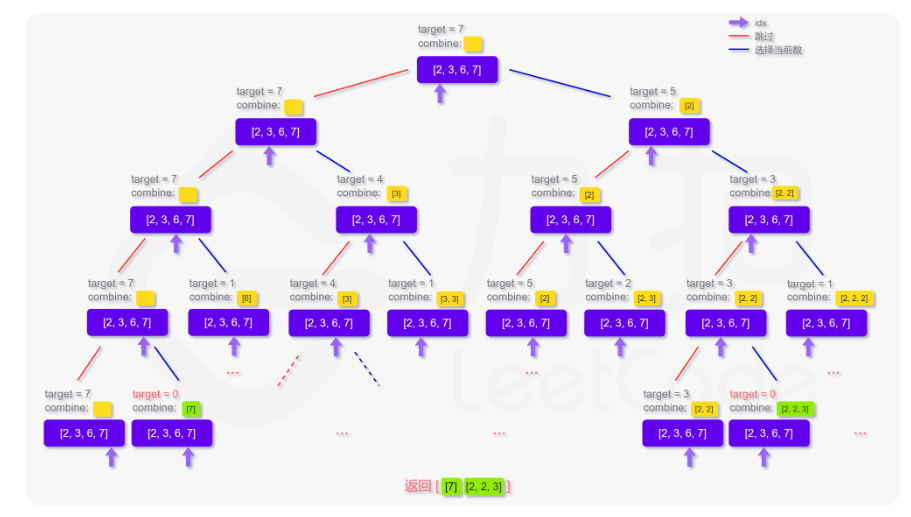 idx
跳过
选择当前数
target = 7
combine:
[2, 3, 6, 7]
target = 7
combine:
[2, 3, 6, 7]
target = 5
combine: [2]
[2, 3, 6, 7]
target = 7
combine:
[2, 3, 6, 7]
target = 4
combine: [3]
[2, 3, 6, 7]
target = 5
combine: [2]
[2, 3, 6, 7]
target = 3
combine [2, 2]
[2, 3, 6, 7]
target = 7
combine:
[2, 3, 6, 7]
target = 1
combine: [6]
[2, 3, 6, 7]
target = 4
combine: [3]
[2, 3, 6, 7]
target = 1
combine: [3, 3]
[2, 3, 6, 7]
target = 5
combine: [2]
[2, 3, 6, 7]
target = 2
combine: [2, 3]
[2, 3, 6, 7]
target = 3
combine: [2, 2]
[2, 3, 6, 7]
target = 1
combine: [2, 2, 2]
[2, 3, 6, 7]
... ... ...
target = 7
combine:
[2, 3, 6, 7]
target = 0
combine: [7]
[2, 3, 6, 7]
... ...
target = 3
combine: [2, 2]
[2, 3, 6, 7]
target = 0
combine: [2, 2, 3]
[2, 3, 6, 7]
...
返回 [ [7] [2, 2, 3] ]
力扣
LeetCode